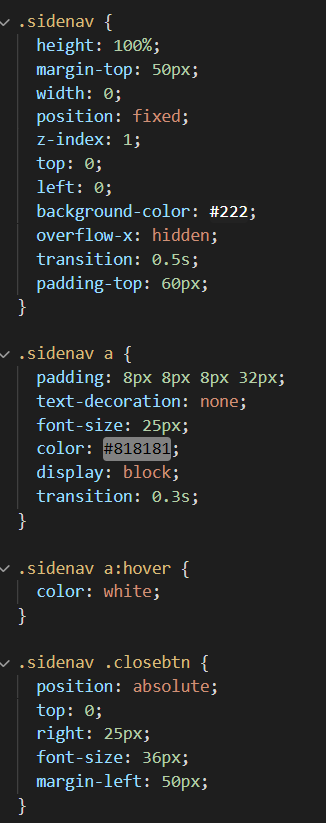 .sidenav {
height: 100%;
margin-top: 50px;
width: 0;
position: fixed;
z-index: 1;
top: 0;
left: 0;
background-color: #222;
overflow-x: hidden;
transition: 0.5s;
padding-top: 60px;
}
.sidenav a {
padding: 8px 8px 8px 32px;
text-decoration: none;
font-size: 25px;
color: #818181;
display: block;
transition: 0.3s;
}
.sidenav a:hover {
color: white;
}
.sidenav .closebtn {
position: absolute;
top: 0;
right: 25px;
font-size: 36px;
margin-left: 50px;
}